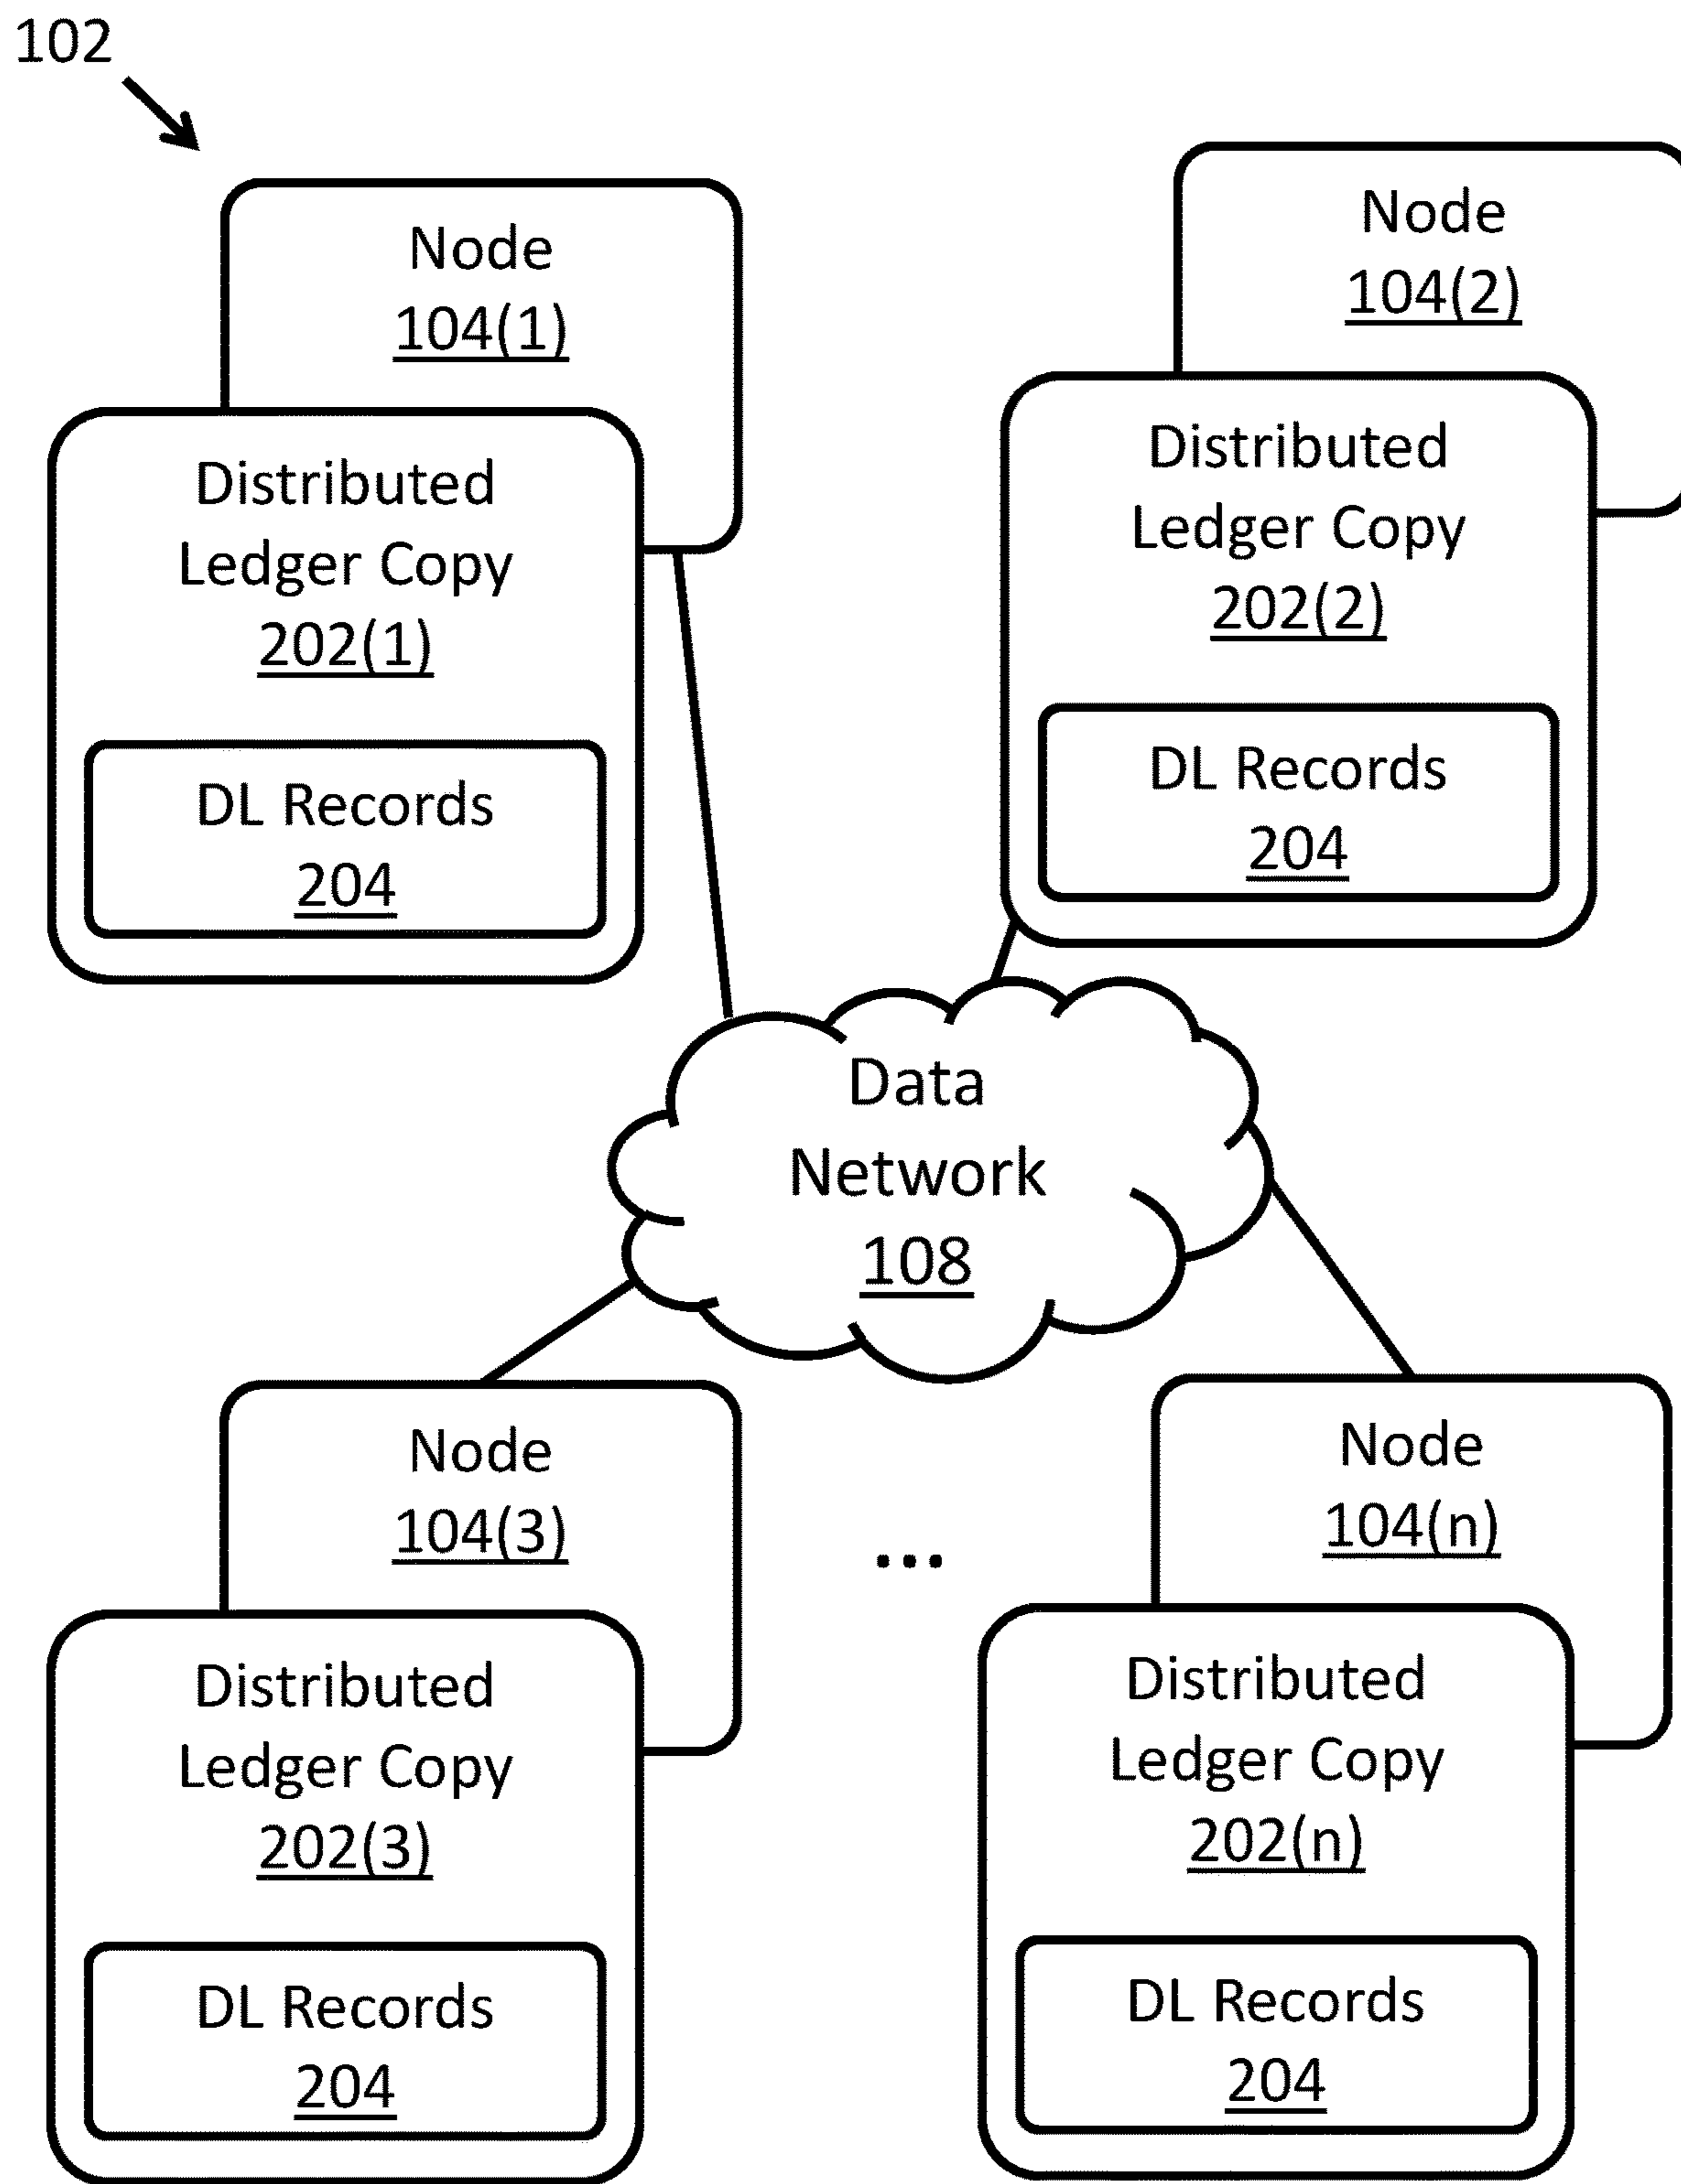 102
Node
104(1)
Distributed
Ledger Copy
202(1)
DL Records
204
Node
104(2)
Distributed
Ledger Copy
202(2)
DL Records
204
Data
Network
108
Node
104(3)
Distributed
Ledger Copy
202(3)
DL Records
204
...
Node
104(n)
Distributed
Ledger Copy
202(n)
DL Records
204